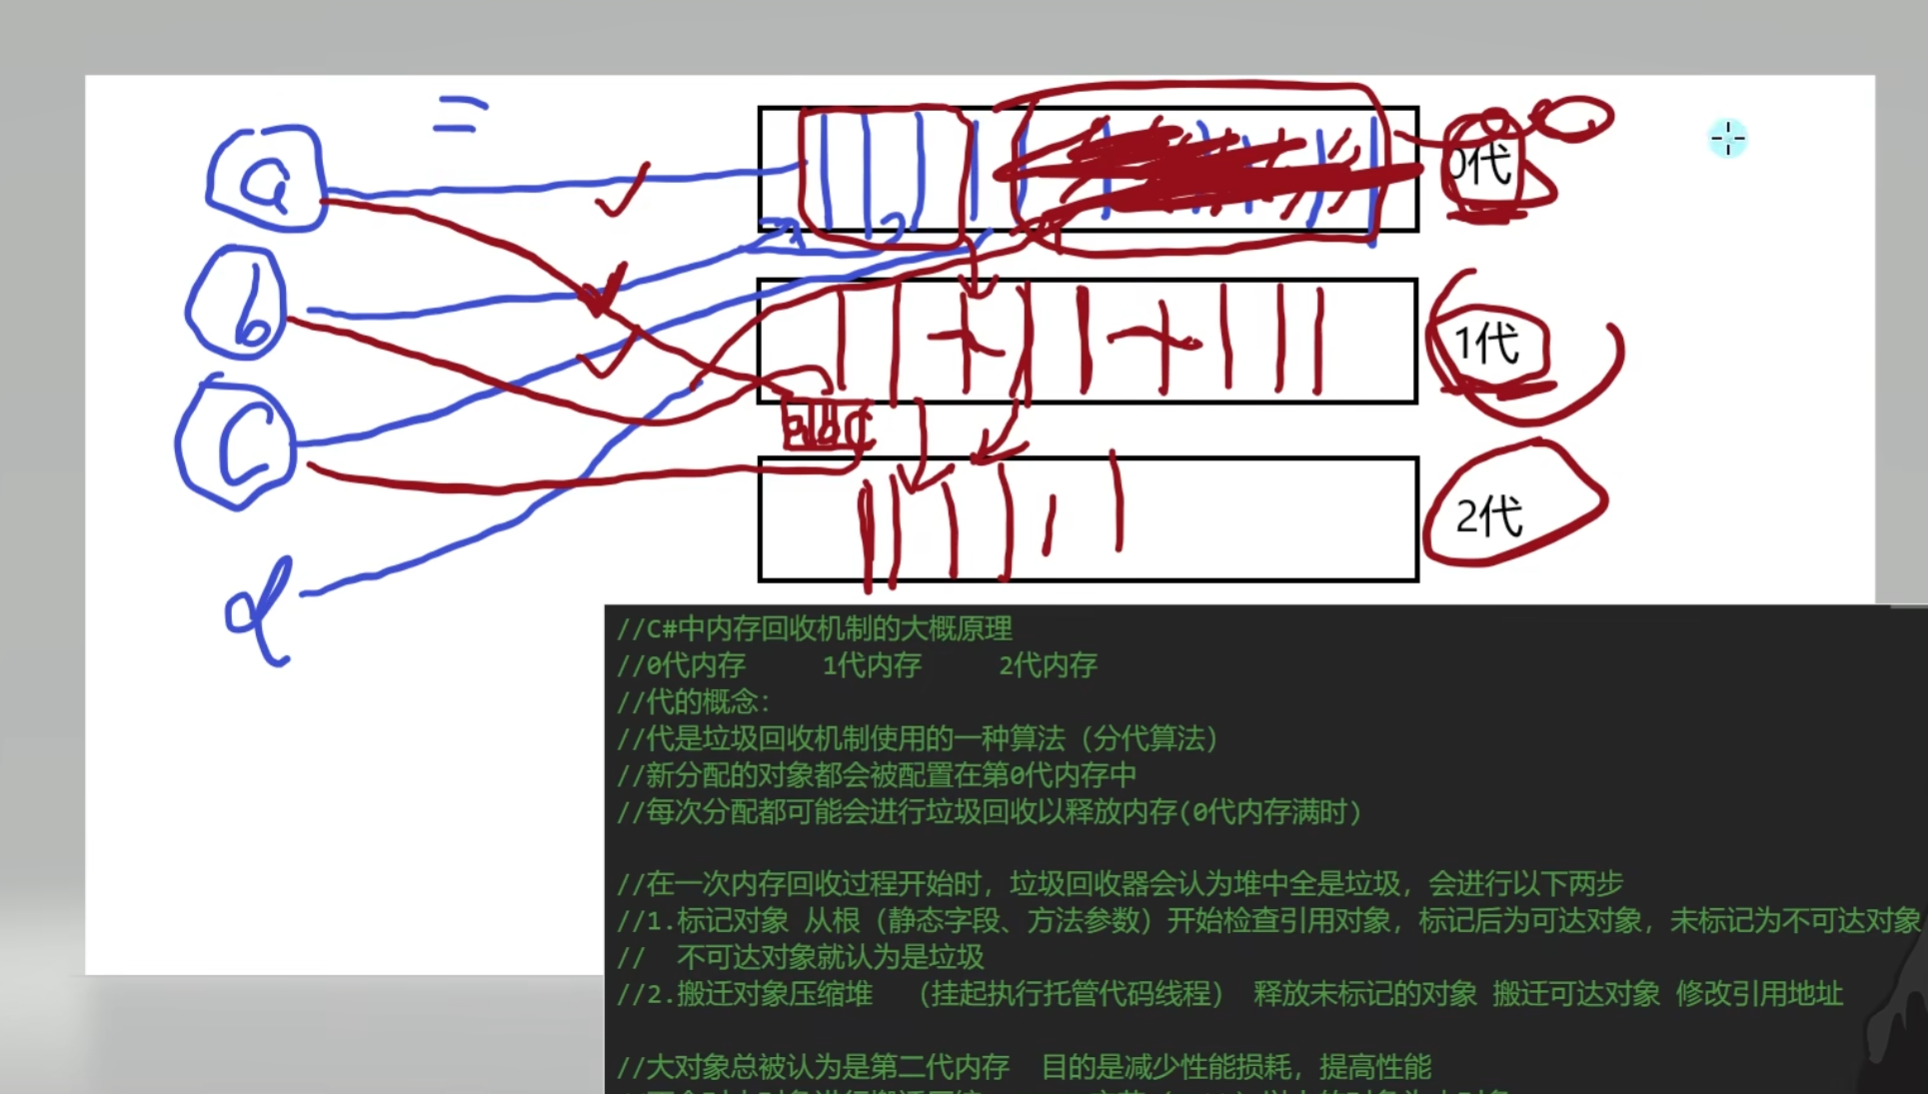 a
0代
b
1代
C
a b c
2代
d
//C#中内存回收机制的大概原理
//0代内存 1代内存 2代内存
//代的概念:
//代是垃圾回收机制使用的一种算法（分代算法）
//新分配的对象都会被配置在第0代内存中
//每次分配都可能会进行垃圾回收以释放内存(0代内存满时)
//在一次内存回收过程开始时，垃圾回收器会认为堆中全是垃圾，会进行以下两步
//1.标记对象 从根（静态字段、方法参数）开始检查引用对象，标记后为可达对象，未标记为不可达对象
// 不可达对象就认为是垃圾
//2.搬迁对象压缩堆 （挂起执行托管代码线程） 释放未标记的对象 搬迁可达对象 修改引用地址
//大对象总被认为是第二代内存 目的是减少性能损耗，提高性能